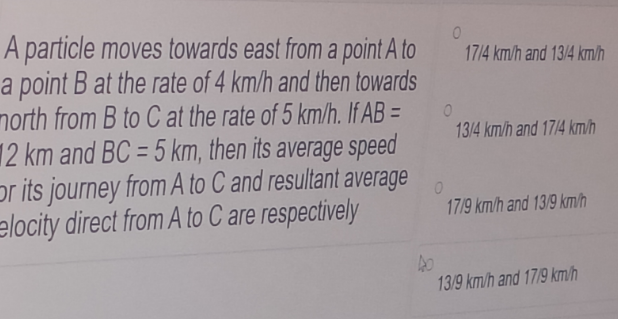 A particle moves towards east from a point A to
a point B at the rate of 4 km/h and then towards
north from B to C at the rate of 5 km/h. If AB =
12 km and BC = 5 km, then its average speed
or its journey from A to C and resultant average
elocity direct from A to C are respectively
17/4 km/h and 13/4 km/h
13/4 km/h and 17/4 km/h
17/9 km/h and 13/9 km/h
13/9 km/h and 17/9 km/h